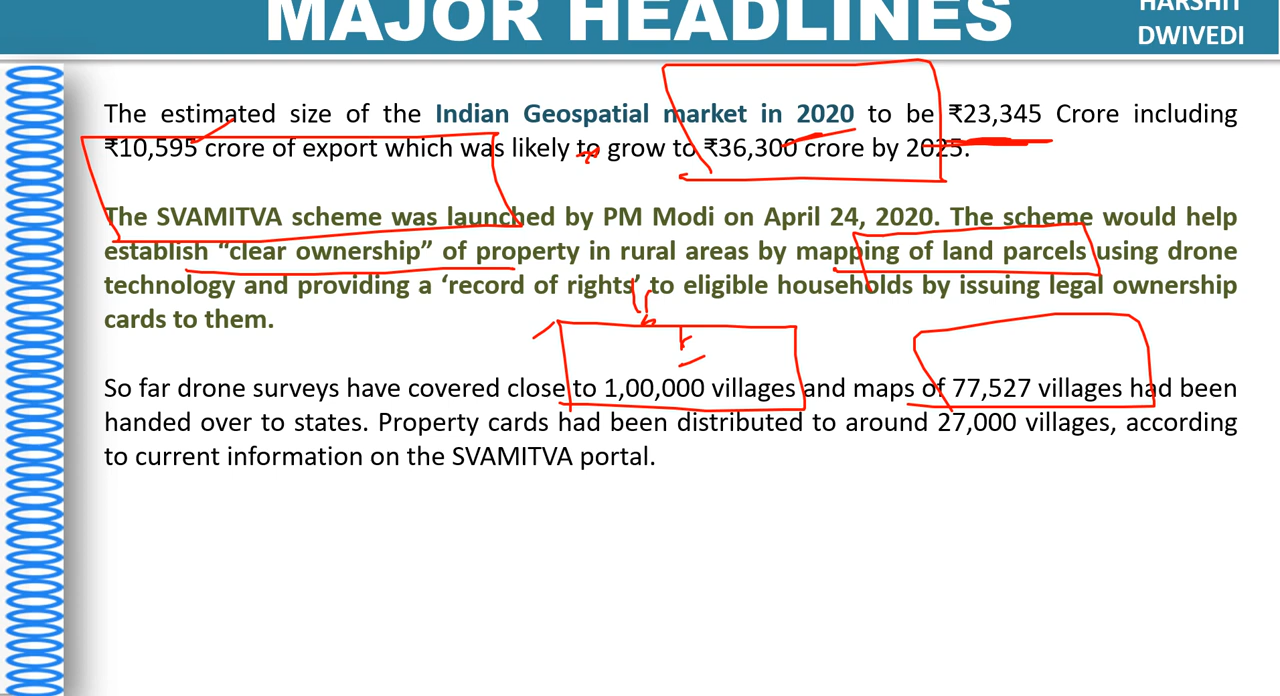 MAJOR HEADLINES
HARSHIT
DWIVEDI
The estimated size of the Indian Geospatial market in 2020 to be ₹23,345 Crore including
₹10,595 crore of export which was likely to grow to ₹36,300 crore by 2025.
The SVAMITVA scheme was launched by PM Modi on April 24, 2020. The scheme would help
establish “clear ownership” of property in rural areas by mapping of land parcels using drone
technology and providing a ‘record of rights’ to eligible households by issuing legal ownership
cards to them.
So far drone surveys have covered close to 1,00,000 villages and maps of 77,527 villages had been
handed over to states. Property cards had been distributed to around 27,000 villages, according
to current information on the SVAMITVA portal.